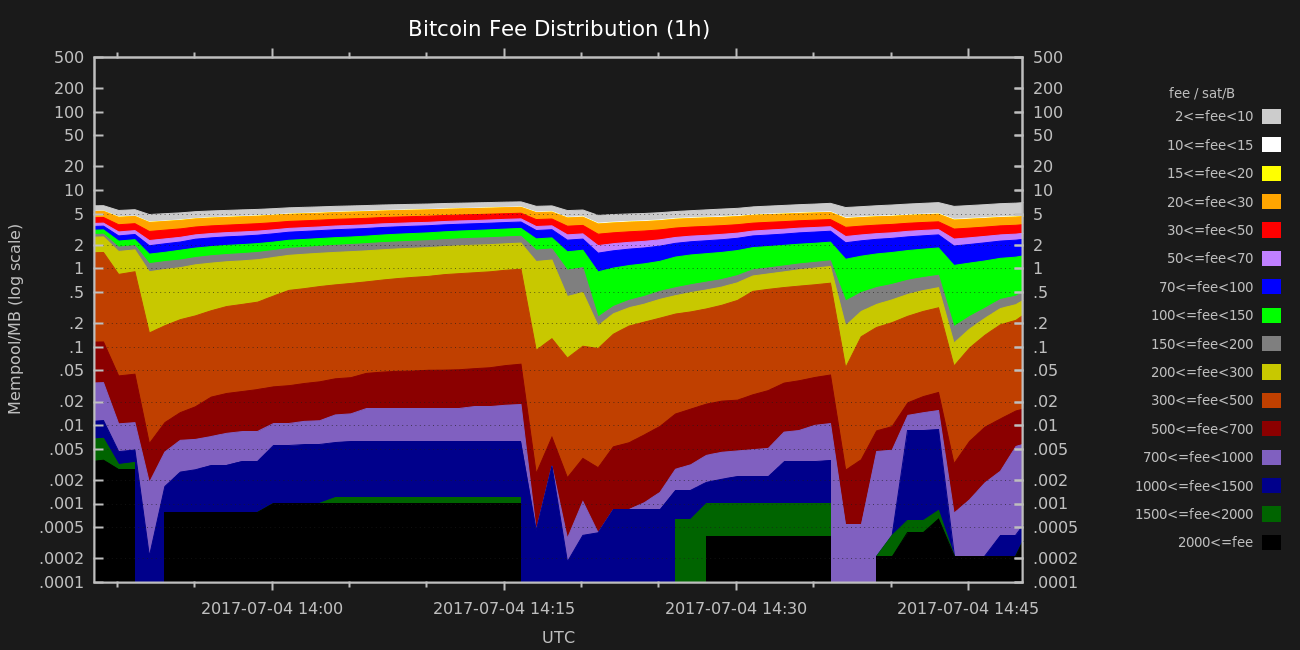 Bitcoin Fee Distribution (1h)
500
200
100
50
20
10
5
2
1
.5
.2
.1
.05
.02
.01
.005
.002
.001
.0005
.0002
.0001
Mempool/MB (log scale)
500
200
100
50
20
10
5
2
1
.5
.2
.1
.05
.02
.01
.005
.002
.001
.0005
.0002
.0001
2017-07-04 14:00
2017-07-04 14:15
2017-07-04 14:30
2017-07-04 14:45
UTC
fee / sat/B
2<=fee<10
10<=fee<15
15<=fee<20
20<=fee<30
30<=fee<50
50<=fee<70
70<=fee<100
100<=fee<150
150<=fee<200
200<=fee<300
300<=fee<500
500<=fee<700
700<=fee<1000
1000<=fee<1500
1500<=fee<2000
2000<=fee